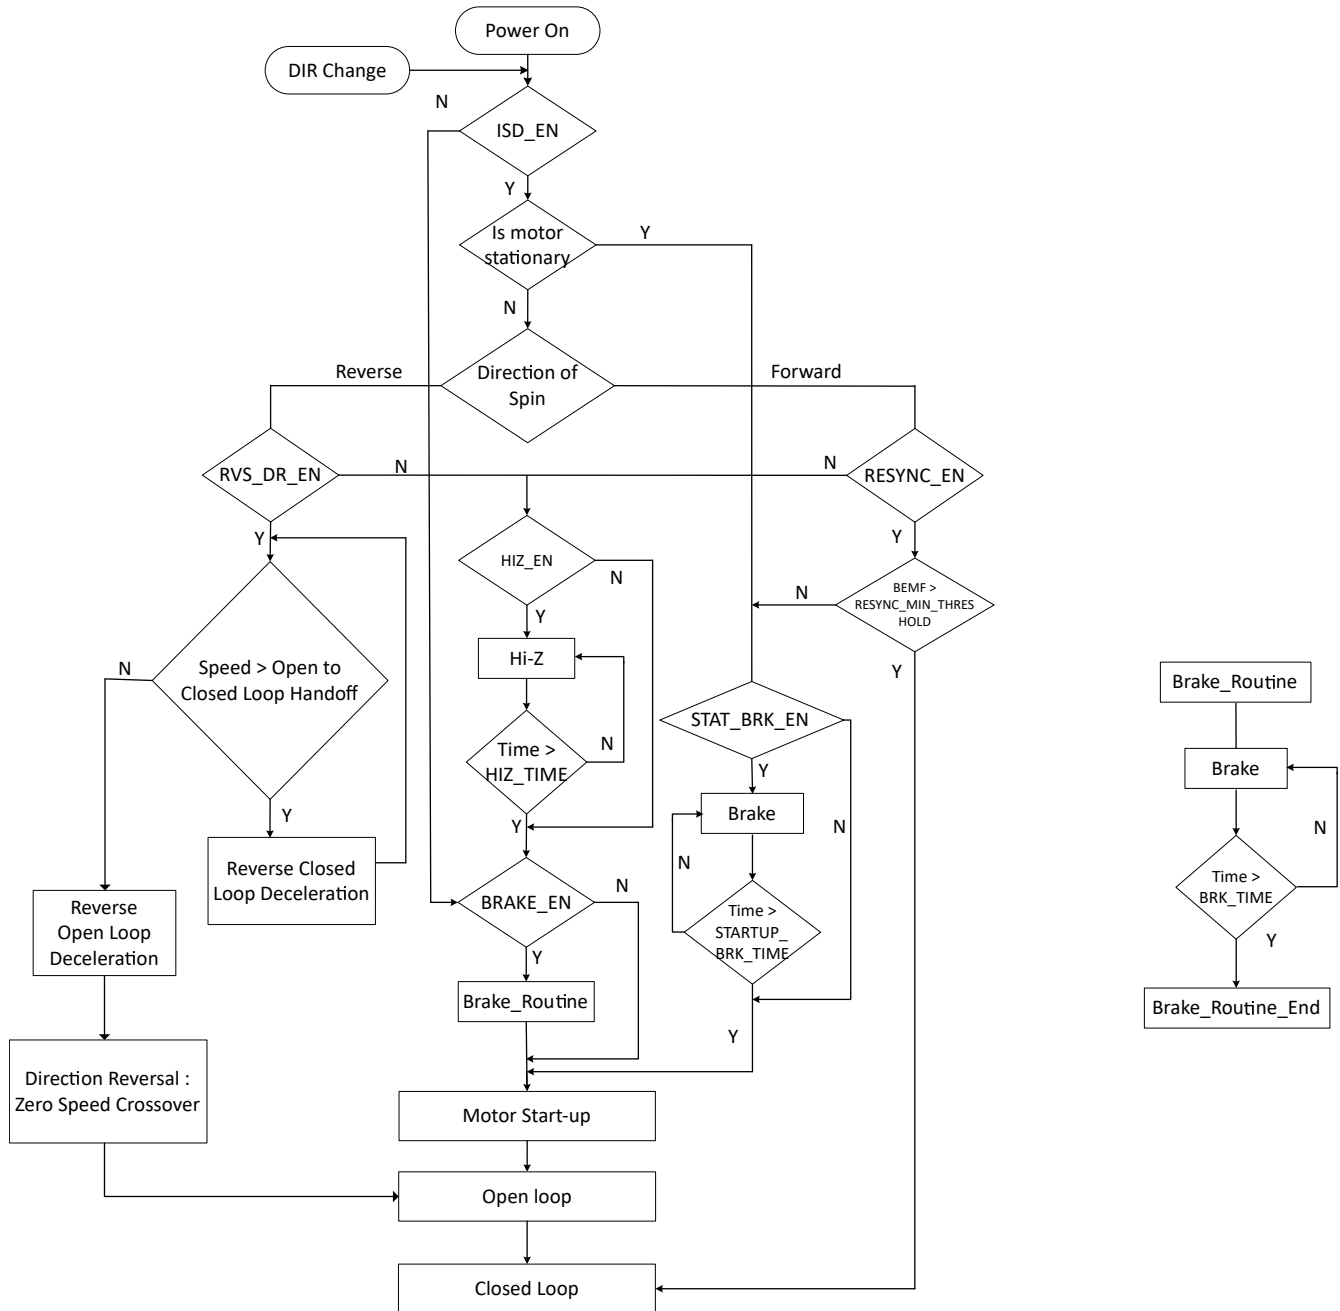 Power On
DIR Change
N
ISD_EN
Y
Is motor
stationary
Y
N
Reverse
Direction of
Spin
Forward
RVS_DR_EN
N
N
RESYNC_EN
Y
Y
HIZ_EN
N
N
BEMF >
RESYNC_MIN_THRES
HOLD
Y
Hi-Z
Y
N
Speed > Open to
Closed Loop Handoff
STAT_BRK_EN
Time >
HIZ_TIME
N
Y
Brake_Routine
Brake
Y
Y
Brake
N
N
N
Reverse Closed
Loop Deceleration
BRAKE_EN
N
Time >
STARTUP_
BRK_TIME
Time >
BRK_TIME
Reverse
Open Loop
Deceleration
Y
Y
Brake_Routine
Brake_Routine_End
Y
Direction Reversal :
Zero Speed Crossover
Motor Start-up
Open loop
Closed Loop